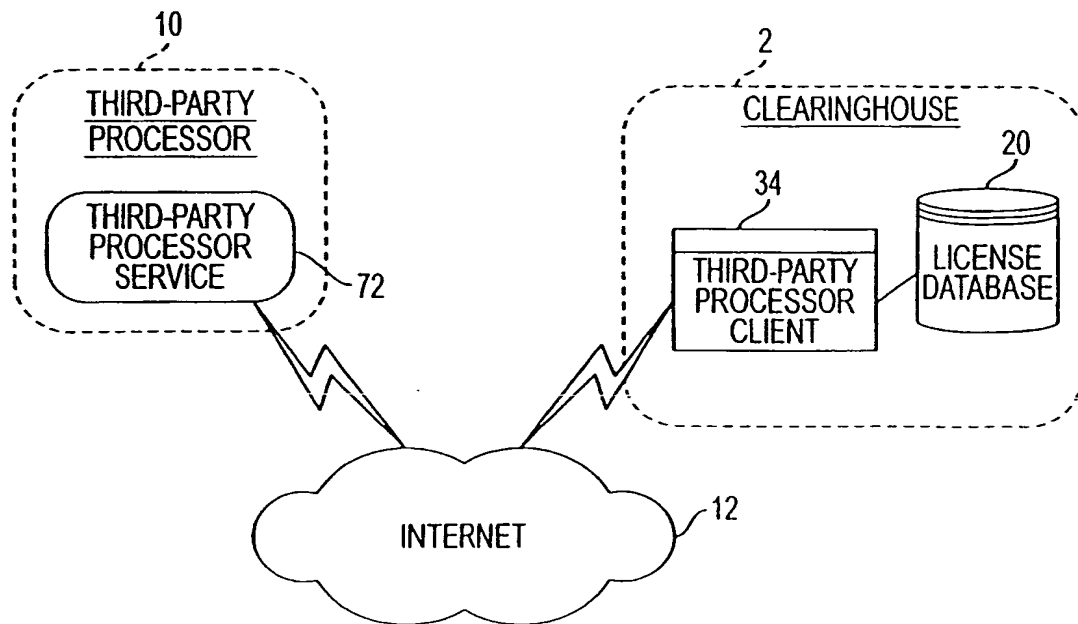 10
THIRD-PARTY
PROCESSOR
THIRD-PARTY
PROCESSOR
SERVICE
72
2
CLEARINGHOUSE
20
34
THIRD-PARTY
PROCESSOR
CLIENT
LICENSE
DATABASE
INTERNET
12